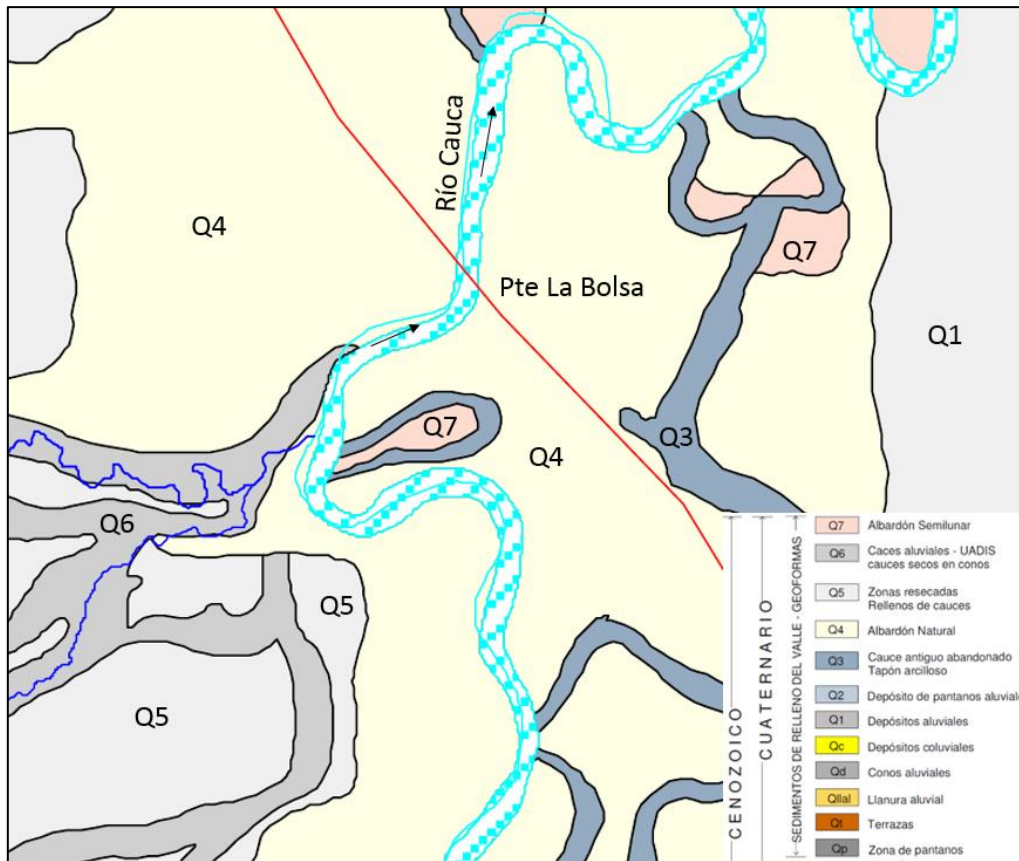 Río Cauca
Q4
Pte La Bolsa
Q7
Q1
Q7
Q4
Q3
Q6
Q5
Q5
CENOZOICO
CUATERNARIO
SEDIMENTOS DE RELLENO DEL VALLE - GEOFORMAS
Q7 Albardón Semilunar
Q6 Caces aluviales - UADIS
cauces secos en conos
Q5 Zonas resecadas
Rellenos de cauces
Q4 Albardón Natural
Q3 Cauce antiguo abandonado
Tapón arcilloso
Q2 Depósito de pantanos aluviale
Q1 Depósitos aluviales
Qc Depósitos coluviales
Qd Conos aluviales
Qllal Llanura aluvial
Qt Terrazas
Qp Zona de pantanos